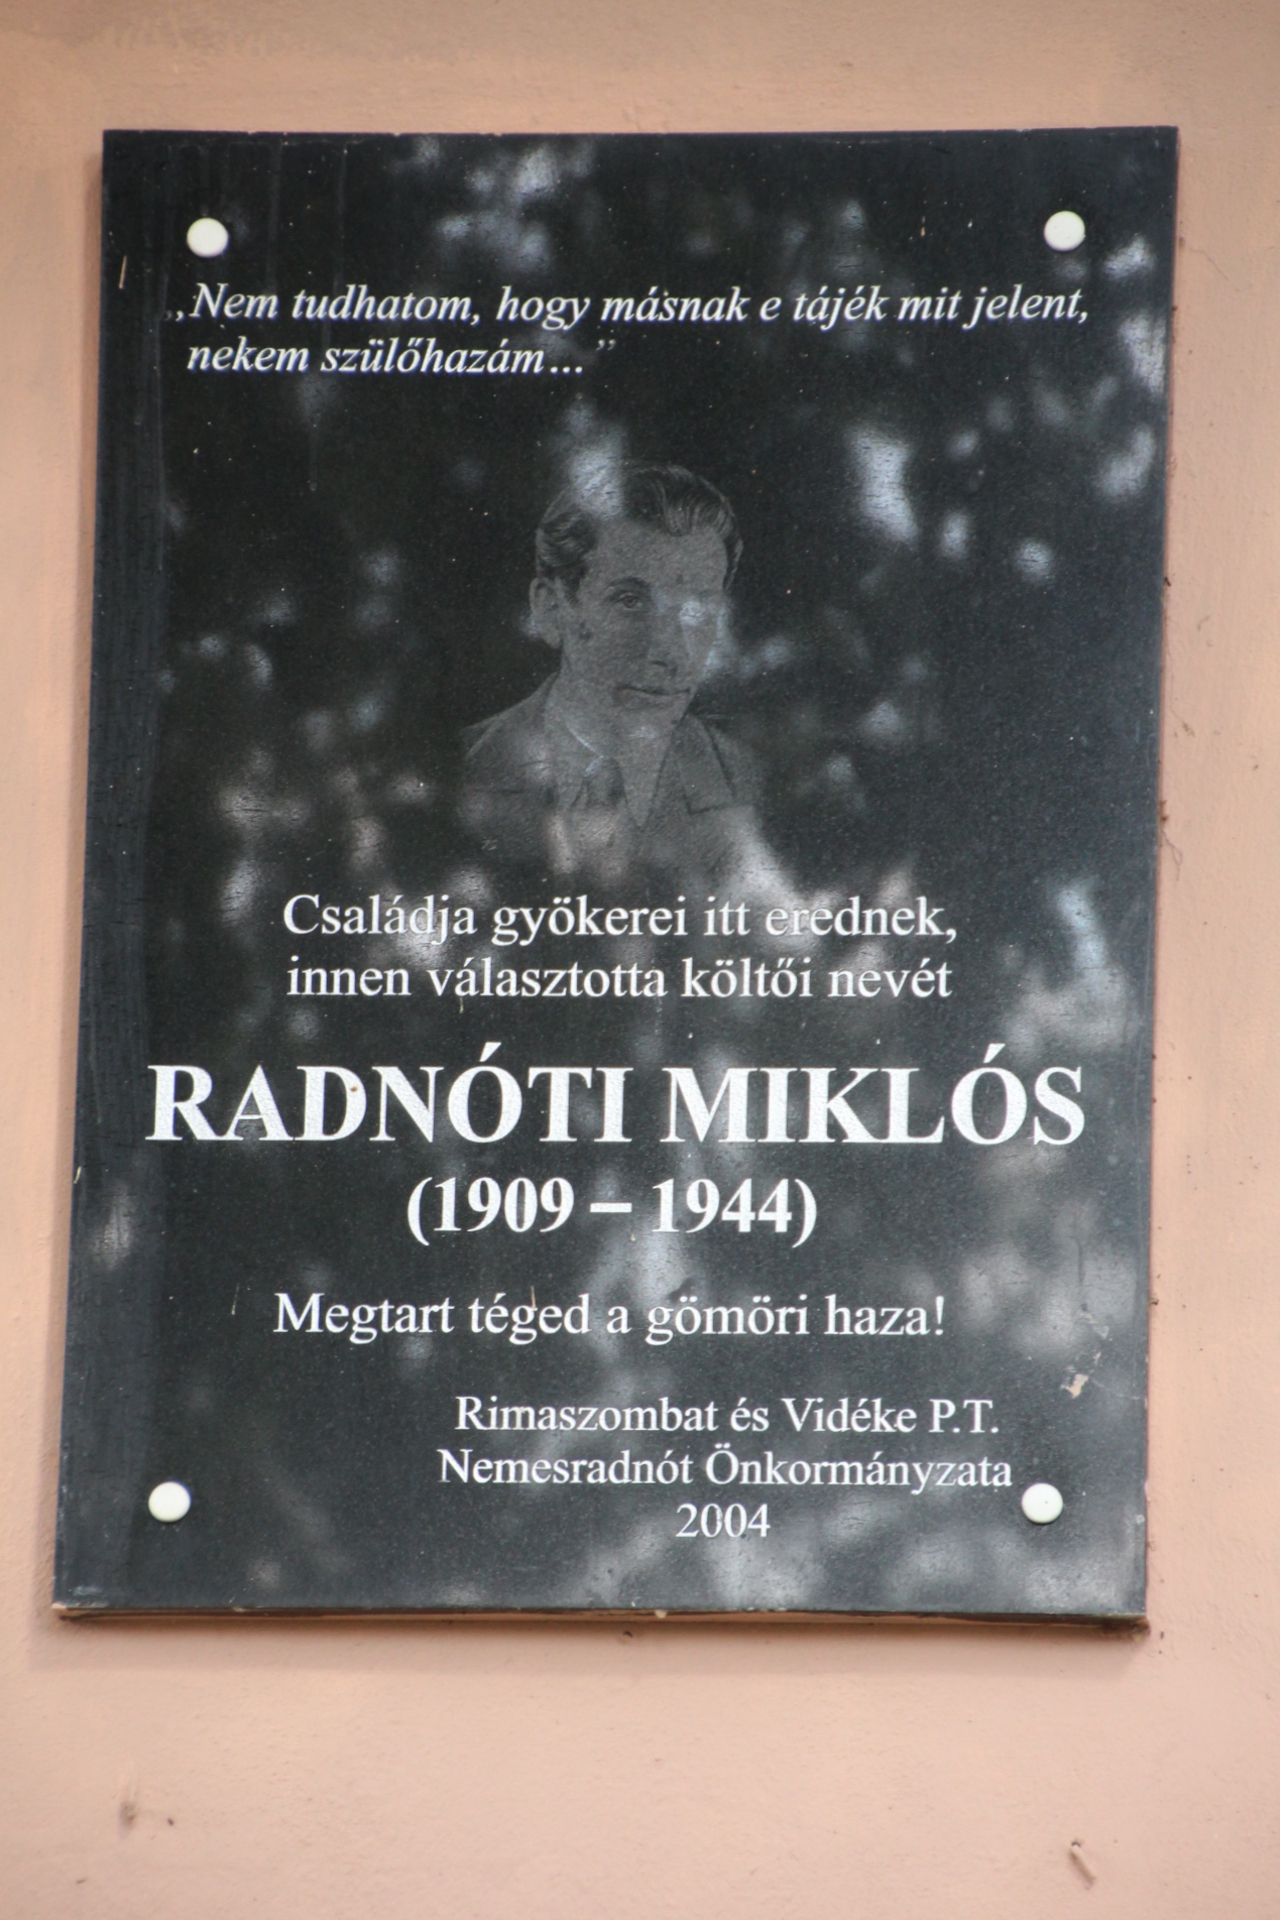 „Nem tudhatom, hogy másnak e tájék mit jelent,
nekem szülőhazám...”
Családja gyökerei itt erednek,
innen választotta költői nevét
RADNÓTI MIKLÓS
(1909 – 1944)
Megtart téged a gömöri haza!
Rimaszombat és Vidéke P.T.
Nemesradnót Önkormányzata
2004